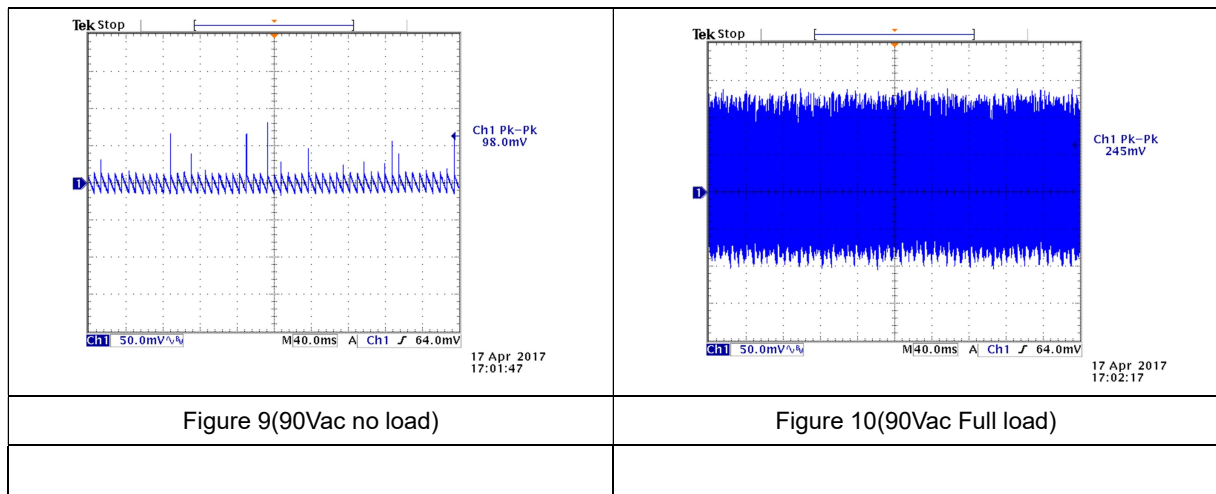 Tek Stop
Ch1 Pk-Pk
98.0mV
1
Ch1 50.0mV M 40.0ms A Ch1 64.0mV
17 Apr 2017
17:01:47
Tek Stop
Ch1 Pk-Pk
245mV
1
Ch1 50.0mV M 40.0ms A Ch1 64.0mV
17 Apr 2017
17:02:17
Figure 9(90Vac no load)
Figure 10(90Vac Full load)